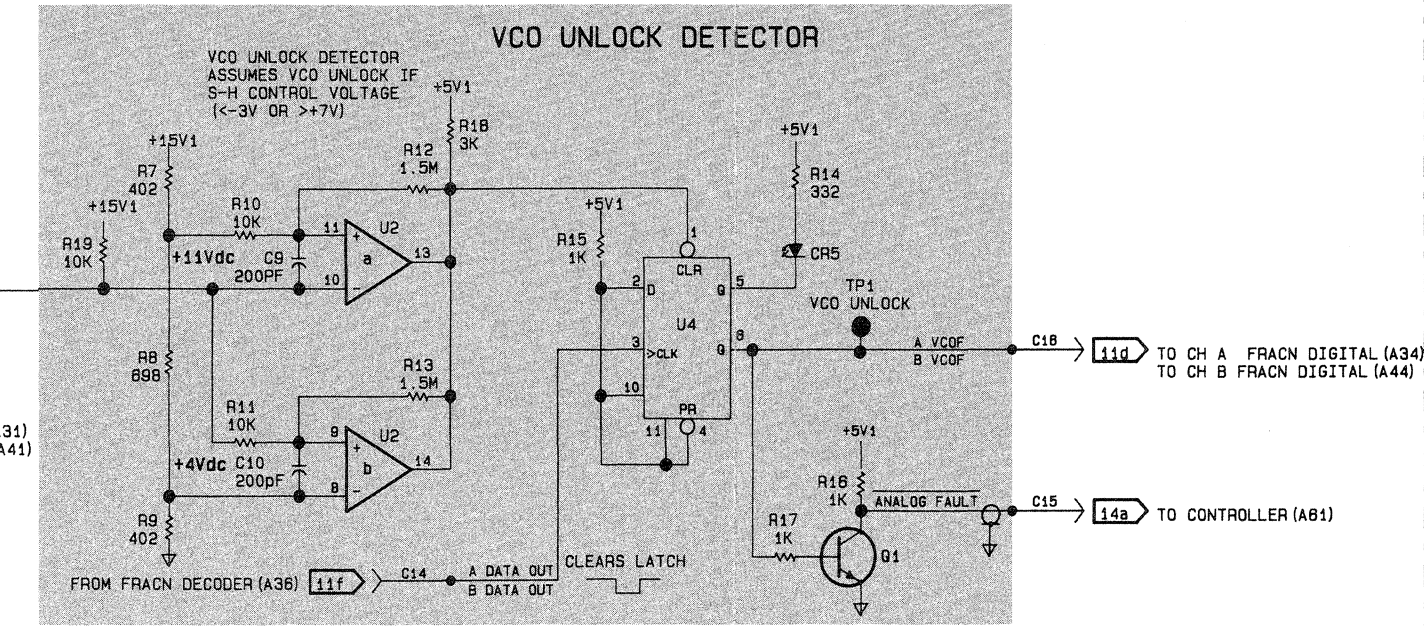 VCO UNLOCK DETECTOR
VCO UNLOCK DETECTOR
ASSUMES VCO UNLOCK IF
S-H CONTROL VOLTAGE
(<-3V OR >+7V)
+5V1
R18
3K
+15V1
R7
402
+15V1
R19
10K
R10
10K
+11Vdc
C9
200PF
R12
1.5M
11
10
+
-
U2
a
13
+5V1
R14
332
CR5
+5V1
R15
1K
1
CLR
2
D
Q
5
U4
3
>CLK
Q
6
10
PR
11
4
TP1
VCO UNLOCK
A VCOF
B VCOF
C16
11d
TO CH A FRACN DIGITAL (A34)
TO CH B FRACN DIGITAL (A44)
R8
698
R13
1.5M
R11
10K
+4Vdc
C10
200pF
9
8
+
-
U2
b
14
31)
A41)
R9
402
+5V1
R16
1K
ANALOG FAULT
C15
14a
TO CONTROLLER (A61)
R17
1K
Q1
FROM FRACN DECODER (A36)
11f
C14
A DATA OUT
B DATA OUT
CLEARS LATCH